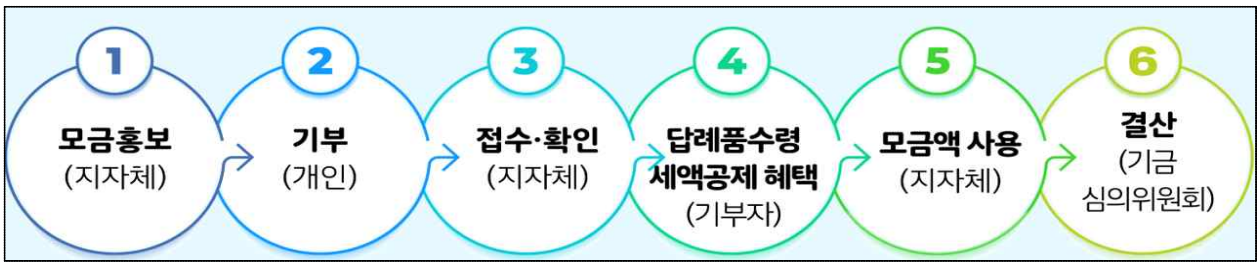 1
모금홍보
(지자체)
2
기부
(개인)
3
접수·확인
(지자체)
4
답례품수령
세액공제 혜택
(기부자)
5
모금액 사용
(지자체)
6
결산
(기금
심의위원회)